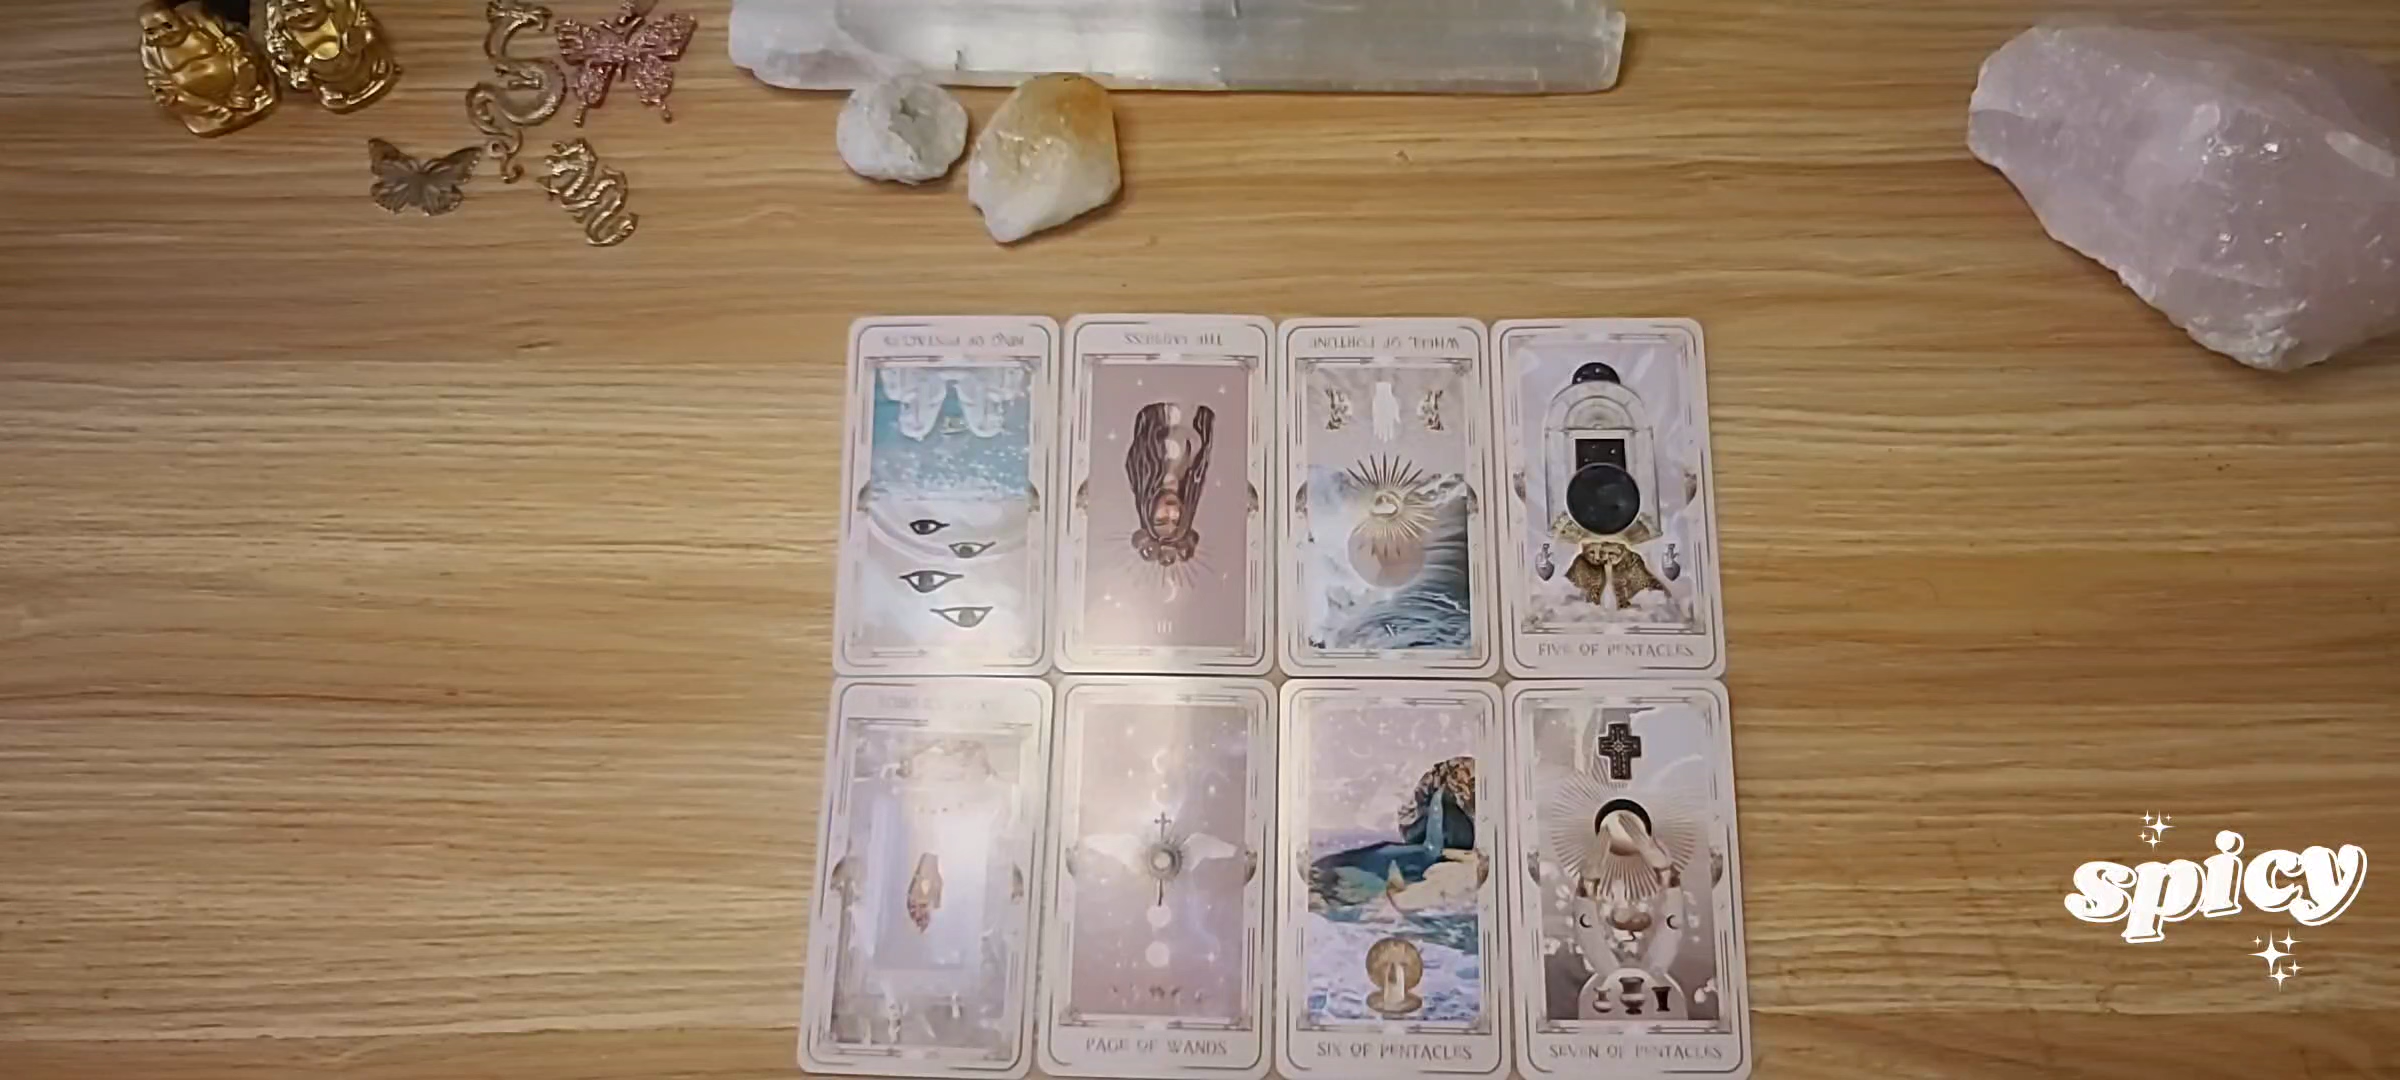 KING OF PENTACLES
THE EMPRESS
WHEEL OF FORTUNE
III
X
FIVE OF PENTACLES
PAGE OF WANDS
SIX OF PENTACLES
SEVEN OF PENTACLES
spicy